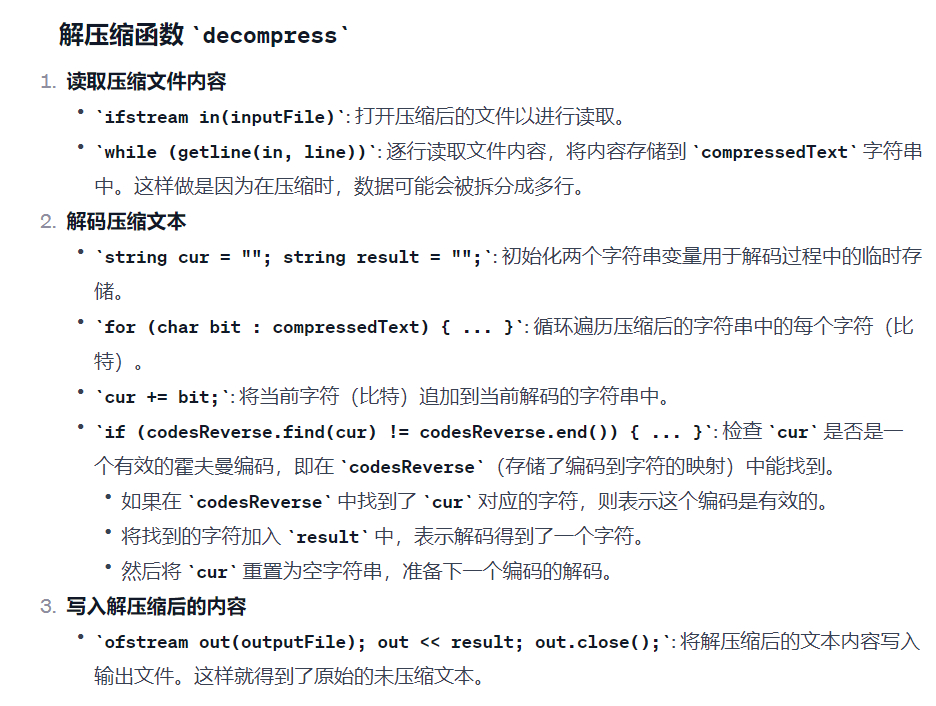 解压缩函数 `decompress`
1. 读取压缩文件内容
• `ifstream in(inputFile)`: 打开压缩后的文件以进行读取。
• `while (getline(in, line))`: 逐行读取文件内容，将内容存储到 `compressedText` 字符串
中。这样做是因为在压缩时，数据可能会被拆分成多行。
2. 解码压缩文本
• `string cur = ""; string result = "";`: 初始化两个字符串变量用于解码过程中的临时存
储。
• `for (char bit : compressedText) { ... }`: 循环遍历压缩后的字符串中的每个字符（比
特）。
• `cur += bit;`: 将当前字符（比特）追加到当前解码的字符串中。
• `if (codesReverse.find(cur) != codesReverse.end()) { ... }`: 检查 `cur` 是否是一
个有效的霍夫曼编码，即在 `codesReverse`（存储了编码到字符的映射）中能找到。
• 如果在 `codesReverse` 中找到了 `cur` 对应的字符，则表示这个编码是有效的。
• 将找到的字符加入 `result` 中，表示解码得到了一个字符。
• 然后将 `cur` 重置为空字符串，准备下一个编码的解码。
3. 写入解压缩后的内容
• `ofstream out(outputFile); out << result; out.close();`: 将解压缩后的文本内容写入
输出文件。这样就得到了原始的未压缩文本。